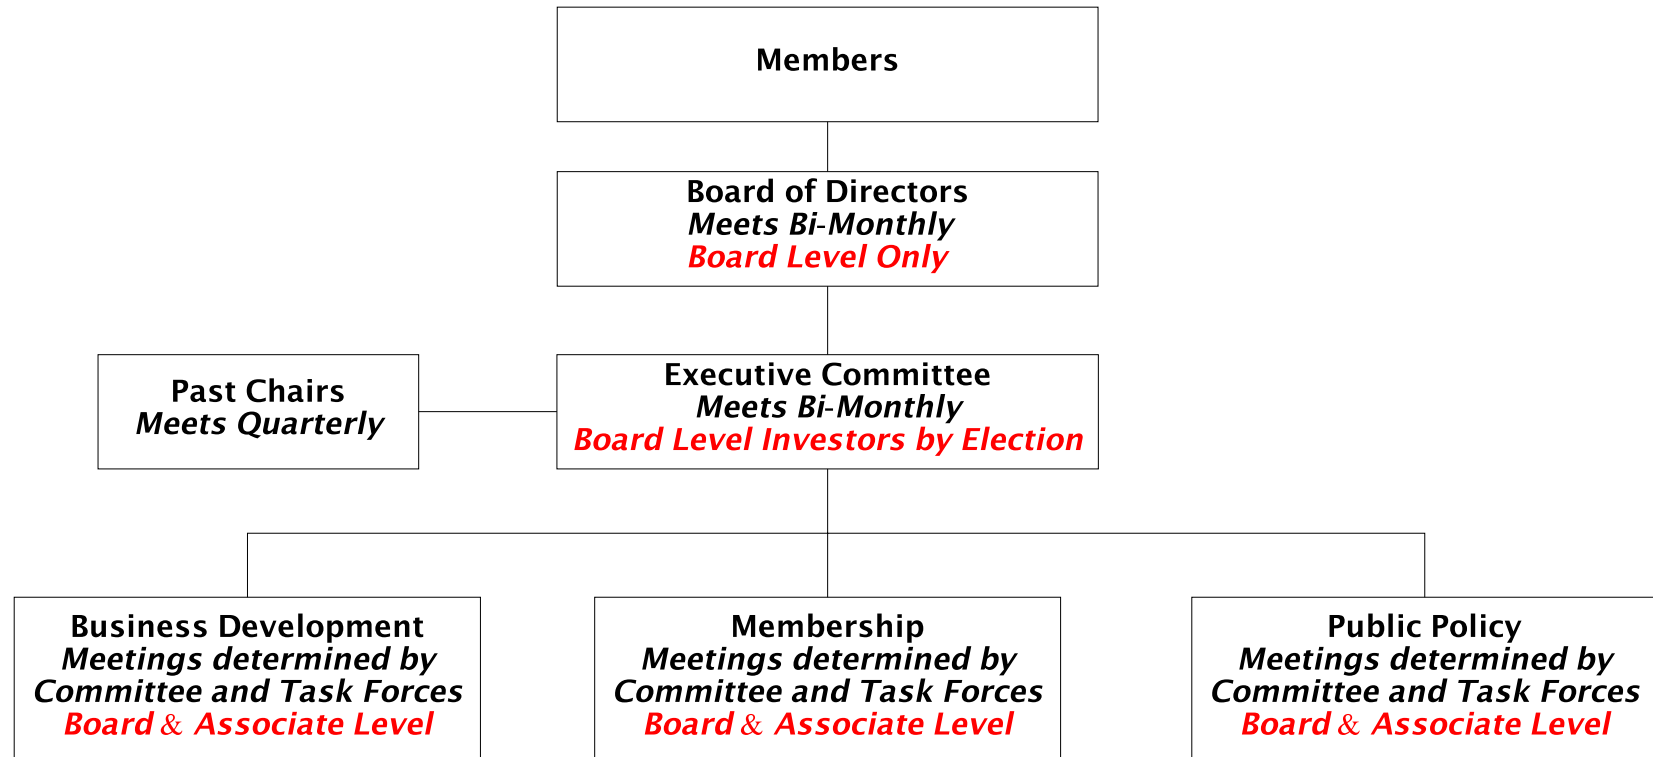 Members
Board of Directors
Meets Bi-Monthly
Board Level Only
Past Chairs
Meets Quarterly
Executive Committee
Meets Bi-Monthly
Board Level Investors by Election
Business Development
Meetings determined by
Committee and Task Forces
Board & Associate Level
Membership
Meetings determined by
Committee and Task Forces
Board & Associate Level
Public Policy
Meetings determined by
Committee and Task Forces
Board & Associate Level